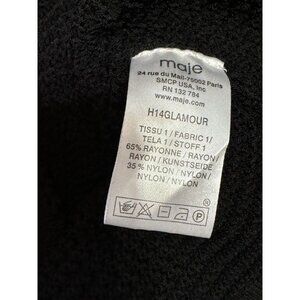 maje
24 rue du Mail-75002 Paris
SMCP USA, Inc
RN 132 784
www.maje.com
H14GLAMOUR
TISSU 1 / FABRIC 1/
TELA 1 / STOFF 1
65% RAYONNE / RAYON/
RAYON / KUNSTSEIDE
35 % NYLON / NYLON/
NYLON / NYLON
P